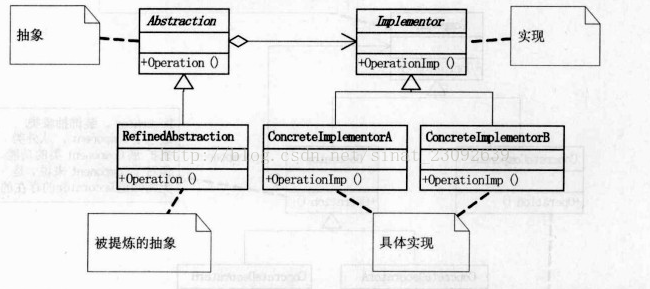 抽象
Abstraction
+Operation ()
Implementor
+OperationImp ()
实现
RefinedAbstraction
+Operation ()
ConcreteImplementorA
+OperationImp ()
ConcreteImplementorB
+OperationImp ()
http://blog.csdn.net/sinat_23092639
被提炼的抽象
具体实现